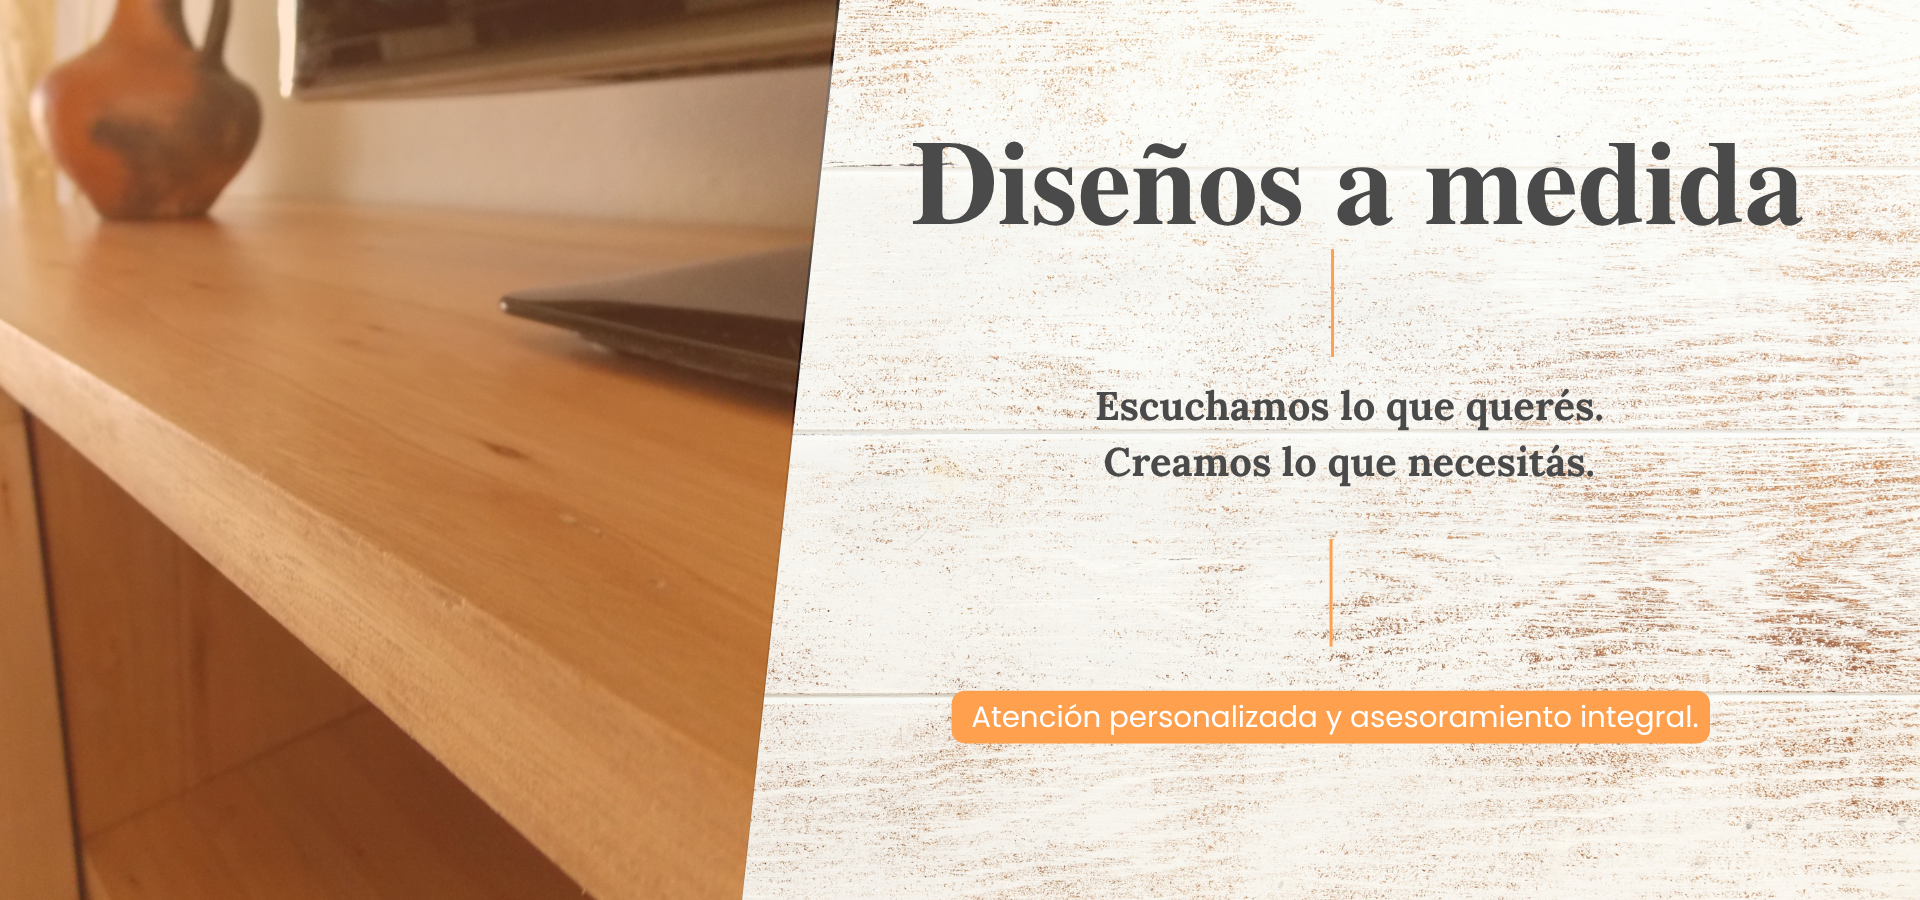 Diseños a medida
Escuchamos lo que querés.
Creamos lo que necesitás.
Atención personalizada y asesoramiento integral.